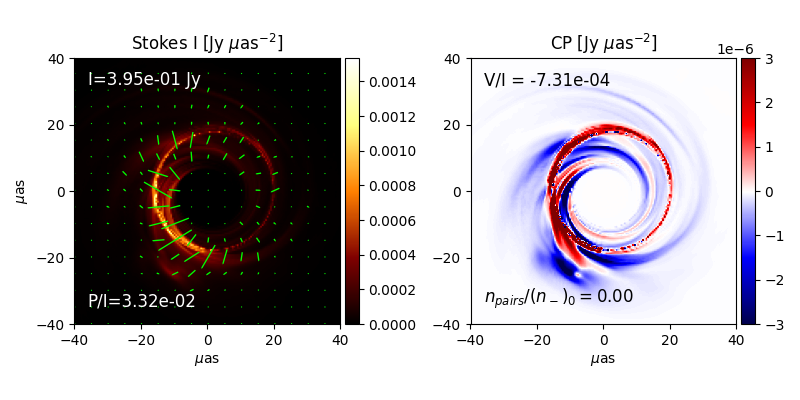 Stokes I [Jy μas⁻²]
I=3.95e-01 Jy
P/I=3.32e-02
40
20
0
−20
−40
μas
−40 −20 0 20 40
μas
0.0014
0.0012
0.0010
0.0008
0.0006
0.0004
0.0002
0.0000
CP [Jy μas⁻²]
1e−6
V/I = -7.31e-04
n_pairs/(n₋)₀ = 0.00
40
20
0
−20
−40
−40 −20 0 20 40
μas
3
2
1
0
−1
−2
−3